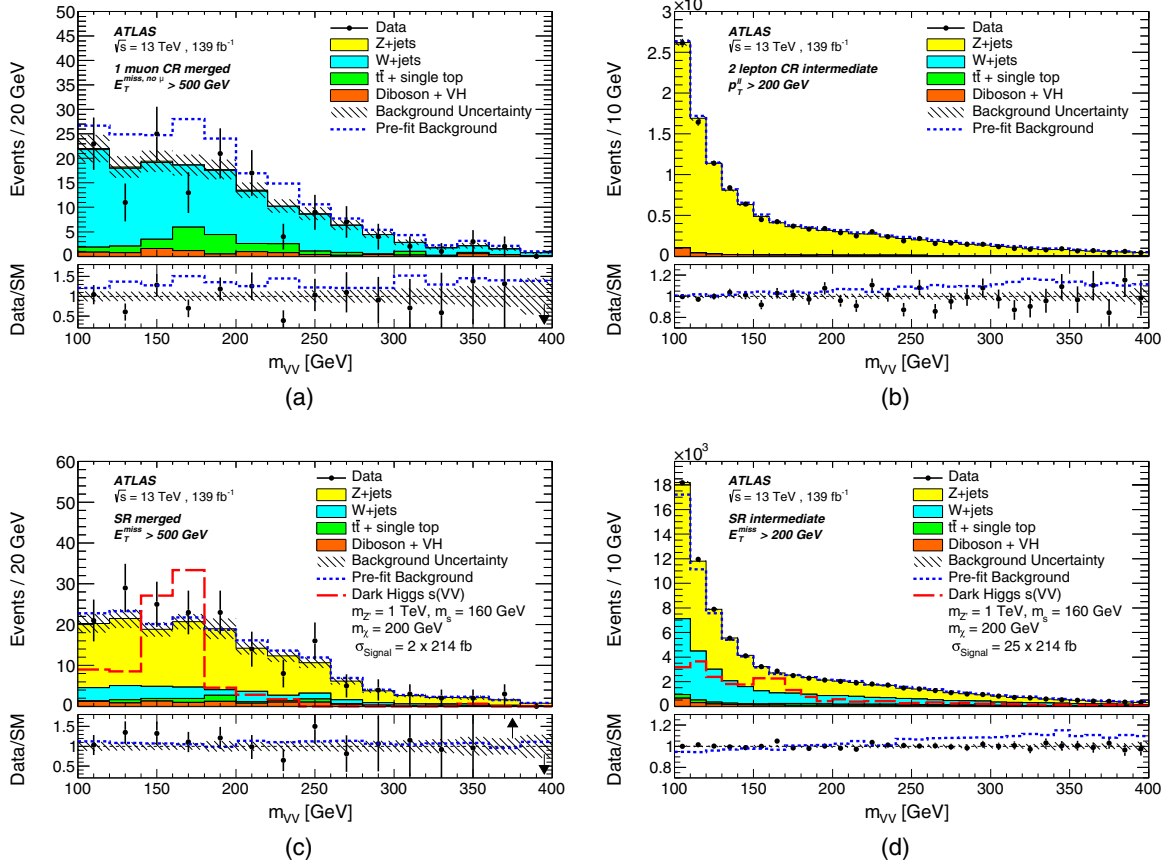 50
45
40
35
30
25
20
15
10
5
0
Events / 20 GeV
ATLAS
√s = 13 TeV , 139 fb⁻¹
1 muon CR merged
E_T^{miss, no μ} > 500 GeV
Data
Z+jets
W+jets
tt̄ + single top
Diboson + VH
Background Uncertainty
Pre-fit Background
1.5
1
0.5
Data/SM
100 150 200 250 300 350 400
m_VV [GeV]
(a)
×10³
3
2.5
2
1.5
1
0.5
0
Events / 10 GeV
ATLAS
√s = 13 TeV , 139 fb⁻¹
2 lepton CR intermediate
p_T^{ll} > 200 GeV
Data
Z+jets
W+jets
tt̄ + single top
Diboson + VH
Background Uncertainty
Pre-fit Background
1.2
1
0.8
Data/SM
100 150 200 250 300 350 400
m_VV [GeV]
(b)
60
50
40
30
20
10
0
Events / 20 GeV
ATLAS
√s = 13 TeV , 139 fb⁻¹
SR merged
E_T^{miss} > 500 GeV
Data
Z+jets
W+jets
tt̄ + single top
Diboson + VH
Background Uncertainty
Pre-fit Background
Dark Higgs s(VV)
m_Z' = 1 TeV, m_s = 160 GeV
m_χ = 200 GeV
σ_Signal = 2 x 214 fb
1.5
1
0.5
Data/SM
100 150 200 250 300 350 400
m_VV [GeV]
(c)
×10³
18
16
14
12
10
8
6
4
2
0
Events / 10 GeV
ATLAS
√s = 13 TeV , 139 fb⁻¹
SR intermediate
E_T^{miss} > 200 GeV
Data
Z+jets
W+jets
tt̄ + single top
Diboson + VH
Background Uncertainty
Pre-fit Background
Dark Higgs s(VV)
m_Z' = 1 TeV, m_s = 160 GeV
m_χ = 200 GeV
σ_Signal = 25 x 214 fb
1.2
1
0.8
Data/SM
100 150 200 250 300 350 400
m_VV [GeV]
(d)